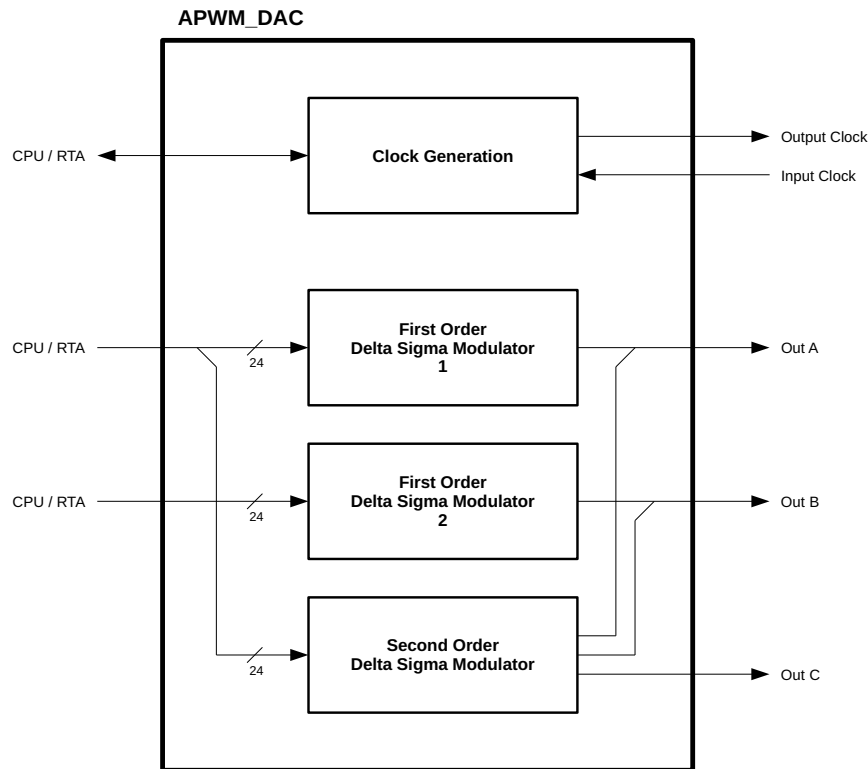 APWM_DAC
CPU / RTA
Clock Generation
Output Clock
Input Clock
CPU / RTA
24
First Order
Delta Sigma Modulator
1
Out A
CPU / RTA
24
First Order
Delta Sigma Modulator
2
Out B
24
Second Order
Delta Sigma Modulator
Out C